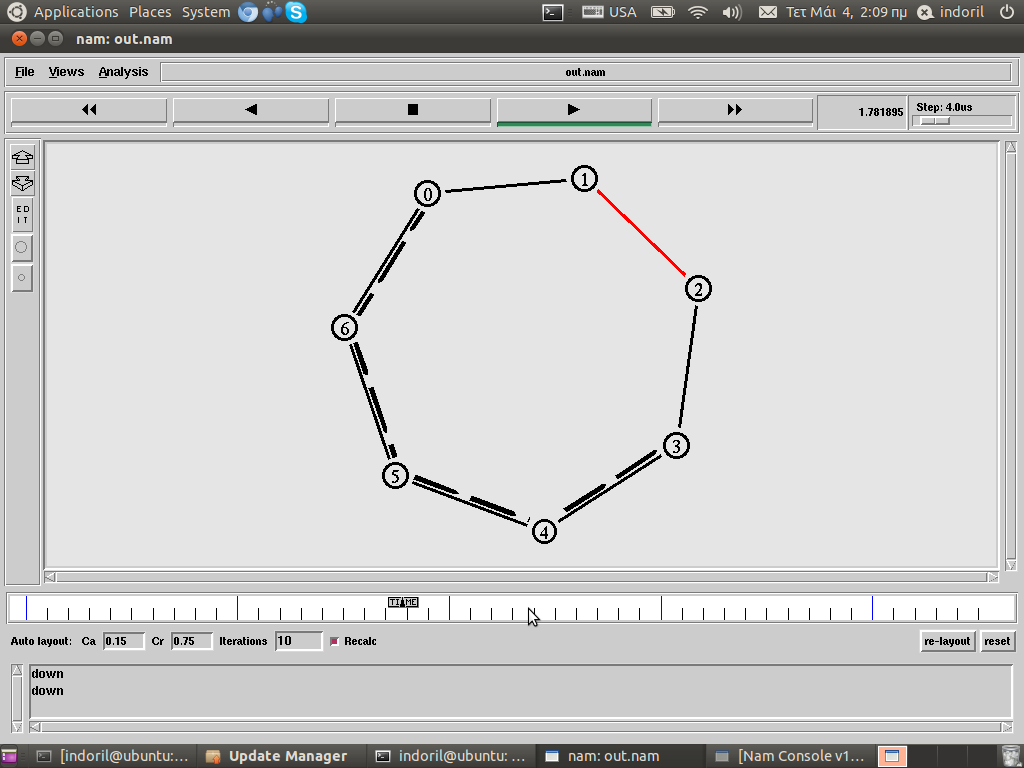 Applications Places System USA Τετ Μάι 4, 2:09 πμ indoril
nam: out.nam
File Views Analysis out.nam
1.781895 Step: 4.0us
0
1
ED
IT
2
6
3
5
4
TIME
Auto layout: Ca 0.15 Cr 0.75 Iterations 10 Recalc re-layout reset
down
down
[indoril@ubuntu:... Update Manager indoril@ubuntu: ... nam: out.nam [Nam Console v1...